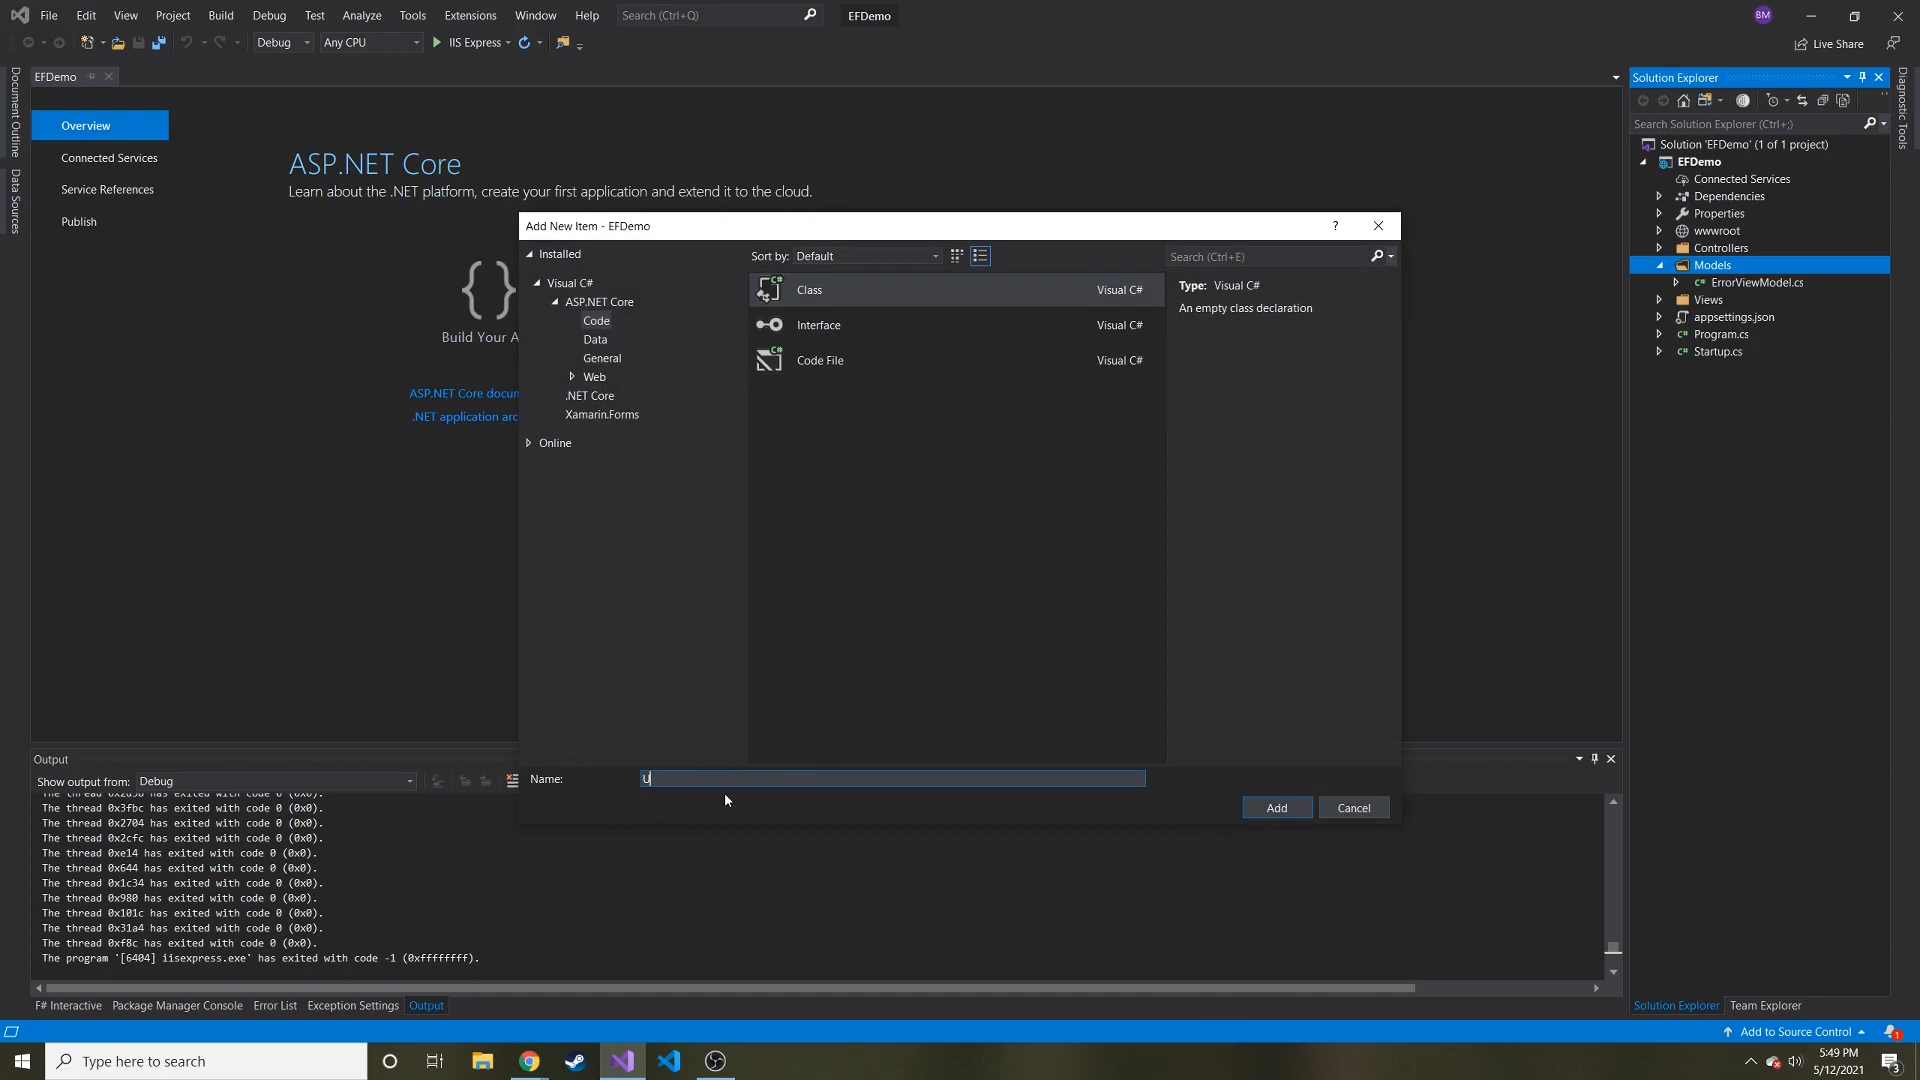 File Edit View Project Build Debug Test Analyze Tools Extensions Window Help Search (Ctrl+Q) EFDemo BM
Debug Any CPU IIS Express Live Share
Document Outline
Data Sources
EFDemo
Overview
Connected Services
Service References
Publish
ASP.NET Core
Learn about the .NET platform, create your first application and extend it to the cloud.
Build Your A
ASP.NET Core docun
.NET application arc
Add New Item - EFDemo ?
Installed
Visual C#
ASP.NET Core
Code
Data
General
Web
.NET Core
Xamarin.Forms
Online
Sort by: Default
Class Visual C#
Interface Visual C#
Code File Visual C#
Search (Ctrl+E)
Type: Visual C#
An empty class declaration
Name: U
Add Cancel
Solution Explorer
Search Solution Explorer (Ctrl+;)
Solution 'EFDemo' (1 of 1 project)
EFDemo
Connected Services
Dependencies
Properties
wwwroot
Controllers
Models
C# ErrorViewModel.cs
Views
appsettings.json
C# Program.cs
C# Startup.cs
Diagnostic Tools
Output
Show output from: Debug
The thread 0x3fbc has exited with code 0 (0x0).
The thread 0x2704 has exited with code 0 (0x0).
The thread 0x2cfc has exited with code 0 (0x0).
The thread 0xe14 has exited with code 0 (0x0).
The thread 0x644 has exited with code 0 (0x0).
The thread 0x1c34 has exited with code 0 (0x0).
The thread 0x980 has exited with code 0 (0x0).
The thread 0x101c has exited with code 0 (0x0).
The thread 0x31a4 has exited with code 0 (0x0).
The thread 0xf8c has exited with code 0 (0x0).
The program '[6404] iisexpress.exe' has exited with code -1 (0xffffffff).
F# Interactive Package Manager Console Error List Exception Settings Output
Solution Explorer Team Explorer
Add to Source Control 1
Type here to search
5:49 PM
5/12/2021
3